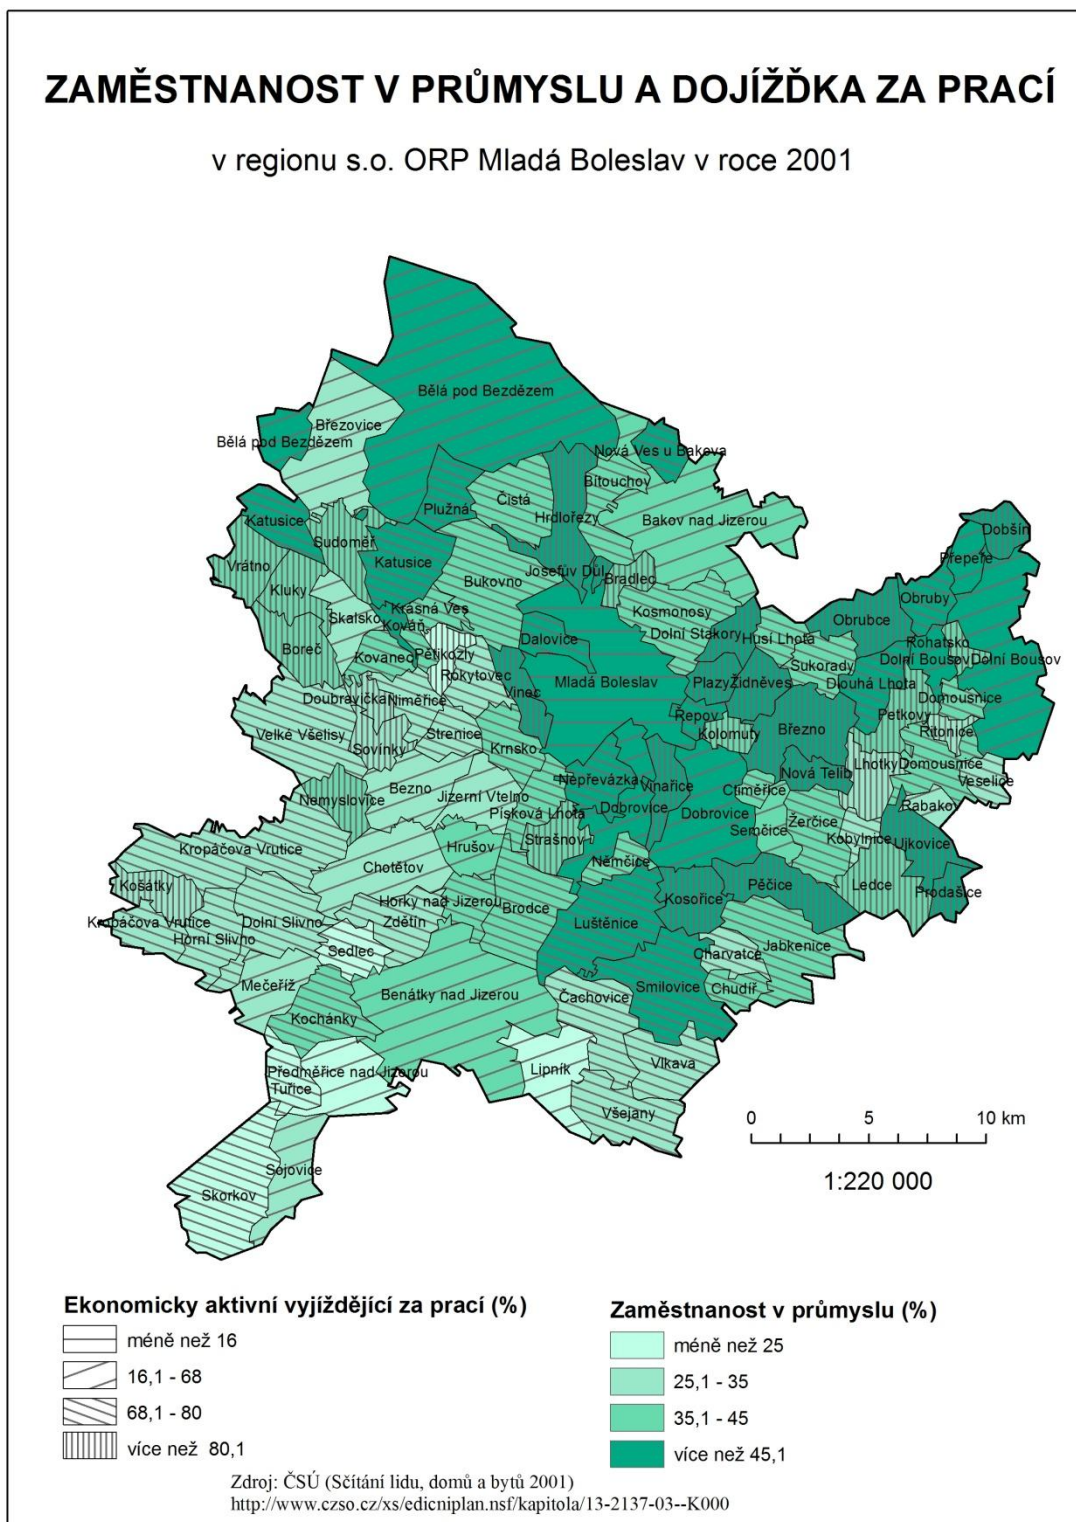 ZAMĚSTNANOST V PRŮMYSLU A DOJÍŽĎKA ZA PRACÍ
v regionu s.o. ORP Mladá Boleslav v roce 2001
Bělá pod Bezdězem
Březovice
Bělá pod Bezdězem
Nová Ves u Bakova
Bítouchov
Čistá
Plužná
Hrdlořezy
Bakov nad Jizerou
Katusice
Sudoměř
Dobšín
Přepeře
Katusice
Josefův Důl
Vrátno
Bukovno
Bradlec
Kluky
Obruby
Krásná Ves
Kosmonosy
Skalsko
Kováň
Obrubce
Dolní Stakory
Husí Lhota
Dalovice
Rohatsko
Boreč
Kovanec
Pětikozly
Dolní Bousov
Dolní Bousov
Sukorady
Rokytovec
Mladá Boleslav
Plazy
Židněves
Dlouhá Lhota
Vinec
Doubravička
Niměřice
Domousnice
Řepov
Petkovy
Kolomuty
Březno
Řitonice
Velké Všelisy
Strenice
Sovínky
Krnsko
Lhotky
Domousnice
Nepřevázka
Nová Telib
Veselice
Vinařice
Ctiměřice
Bezno
Jizerní Vtelno
Nemyslovice
Dobrovice
Dobrovice
Rabakov
Písková Lhota
Žerčice
Semčice
Strašnov
Kobylnice
Ujkovice
Kropáčova Vrutice
Hrušov
Chotětov
Němčice
Košátky
Pěčice
Ledce
Prodašice
Horky nad Jizerou
Kosořice
Brodce
Kropáčova Vrutice
Dolní Slivno
Zdětín
Luštěnice
Horní Slivno
Jabkenice
Sedlec
Charvatce
Mečeříž
Benátky nad Jizerou
Smilovice
Chudíř
Čachovice
Kochánky
Vlkava
Předměřice nad Jizerou
Lipník
Tuřice
Všejany
Sojovice
Skorkov
0 5 10 km
1:220 000
Ekonomicky aktivní vyjíždějící za prací (%)
méně než 16
16,1 - 68
68,1 - 80
více než 80,1
Zaměstnanost v průmyslu (%)
méně než 25
25,1 - 35
35,1 - 45
více než 45,1
Zdroj: ČSÚ (Sčítání lidu, domů a bytů 2001)
http://www.czso.cz/xs/edicniplan.nsf/kapitola/13-2137-03--K000